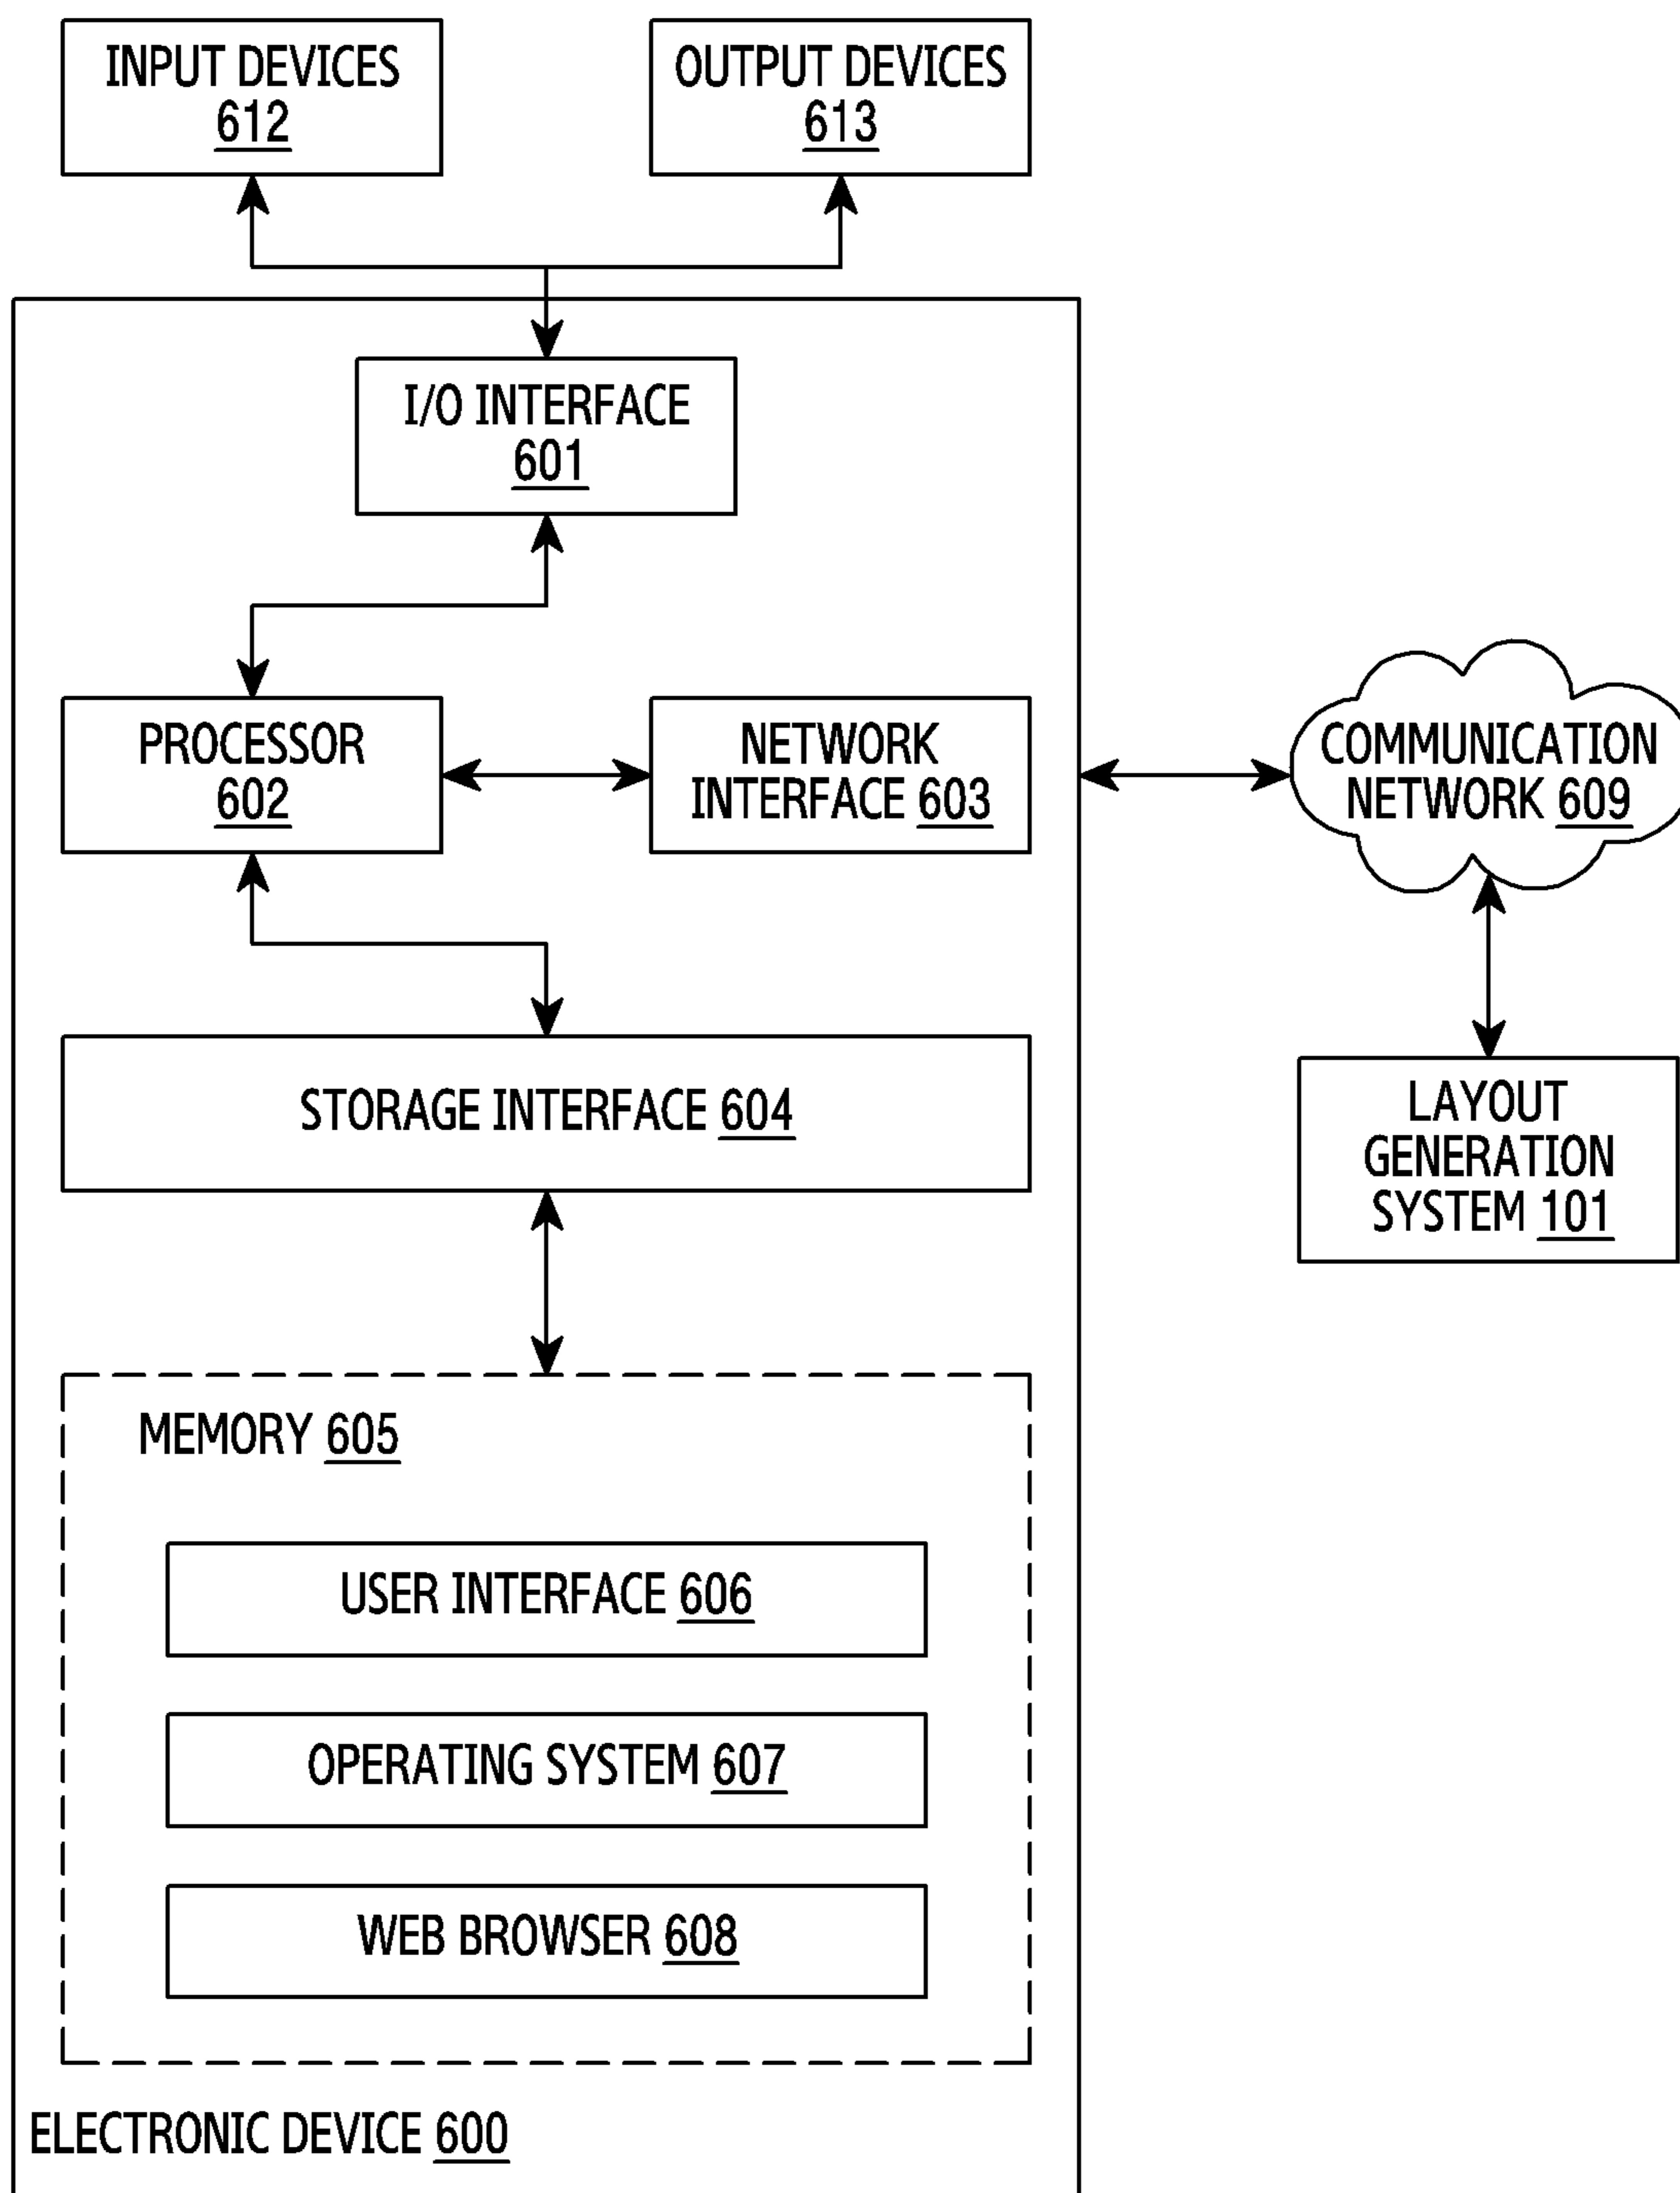 INPUT DEVICES
612
OUTPUT DEVICES
613
I/O INTERFACE
601
PROCESSOR
602
NETWORK
INTERFACE 603
COMMUNICATION
NETWORK 609
STORAGE INTERFACE 604
LAYOUT
GENERATION
SYSTEM 101
MEMORY 605
USER INTERFACE 606
OPERATING SYSTEM 607
WEB BROWSER 608
ELECTRONIC DEVICE 600